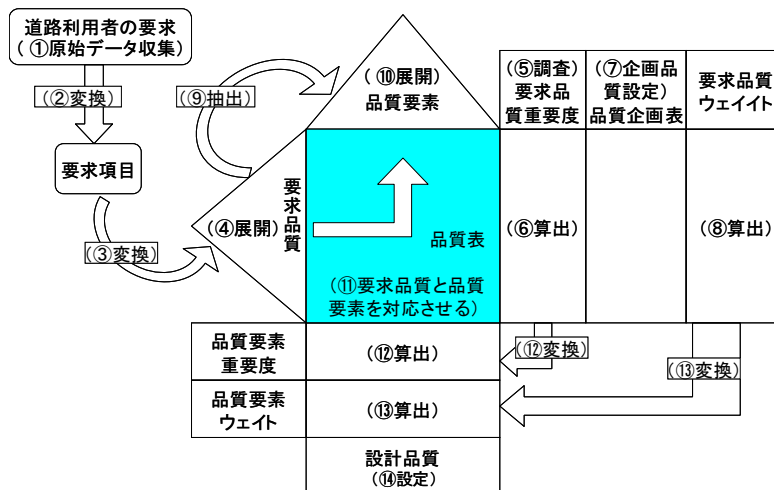 道路利用者の要求
(①原始データ収集)
(②変換)
要求項目
(③変換)
(④展開)
要求品質
(⑨抽出)
(⑩展開)
品質要素
(⑤調査)
要求品
質重要度
(⑦企画品
質設定)
品質企画表
要求品質
ウェイイト
品質表
(⑪要求品質と品質
要素を対応させる)
(⑥算出)
(⑧算出)
品質要素
重要度
(⑫算出)
(⑫変換)
(⑬変換)
品質要素
ウェイト
(⑬算出)
設計品質
(⑭設定)